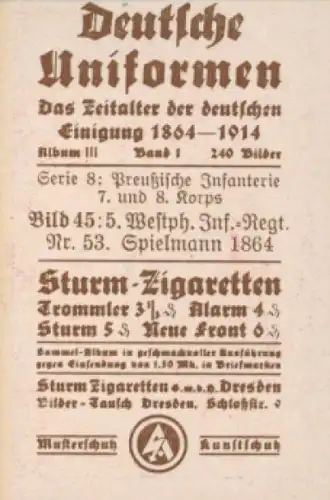 Deutsche
Uniformen
Das Zeitalter der deutschen
Einigung 1864—1914
Album III Band 1 240 Bilder
Serie 8: Preußische Infanterie
7. und 8. Korps
Bild 45: 5. Westph. Inf.-Regt.
Nr. 53. Spielmann 1864
Sturm-Zigaretten
Trommler 3⅓ ₰ Alarm 4 ₰
Sturm 5 ₰ Neue Front 6 ₰
Sammel-Album in geschmackvoller Ausführung
gegen Einsendung von 1.50 Mk. in Briefmarken
Sturm Zigaretten G.m.b.H. Dresden
Bilder-Tausch Dresden, Schloßstr.
Musterschutz Kunstschutz